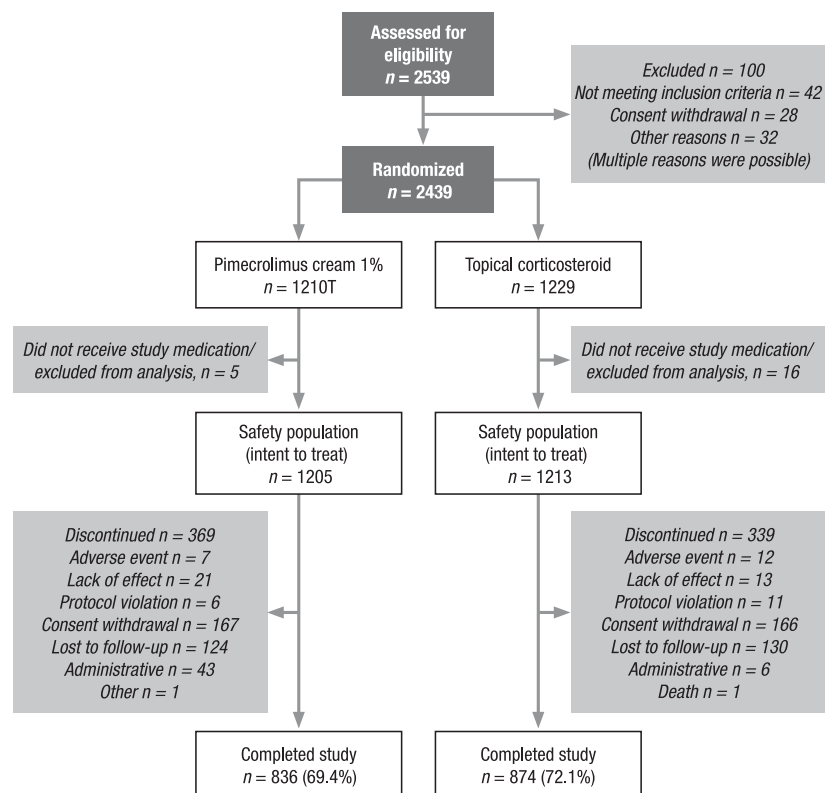 Assessed for
eligibility
n = 2539
Excluded n = 100
Not meeting inclusion criteria n = 42
Consent withdrawal n = 28
Other reasons n = 32
(Multiple reasons were possible)
Randomized
n = 2439
Pimecrolimus cream 1%
n = 1210T
Topical corticosteroid
n = 1229
Did not receive study medication/
excluded from analysis, n = 5
Did not receive study medication/
excluded from analysis, n = 16
Safety population
(intent to treat)
n = 1205
Safety population
(intent to treat)
n = 1213
Discontinued n = 369
Adverse event n = 7
Lack of effect n = 21
Protocol violation n = 6
Consent withdrawal n = 167
Lost to follow-up n = 124
Administrative n = 43
Other n = 1
Discontinued n = 339
Adverse event n = 12
Lack of effect n = 13
Protocol violation n = 11
Consent withdrawal n = 166
Lost to follow-up n = 130
Administrative n = 6
Death n = 1
Completed study
n = 836 (69.4%)
Completed study
n = 874 (72.1%)